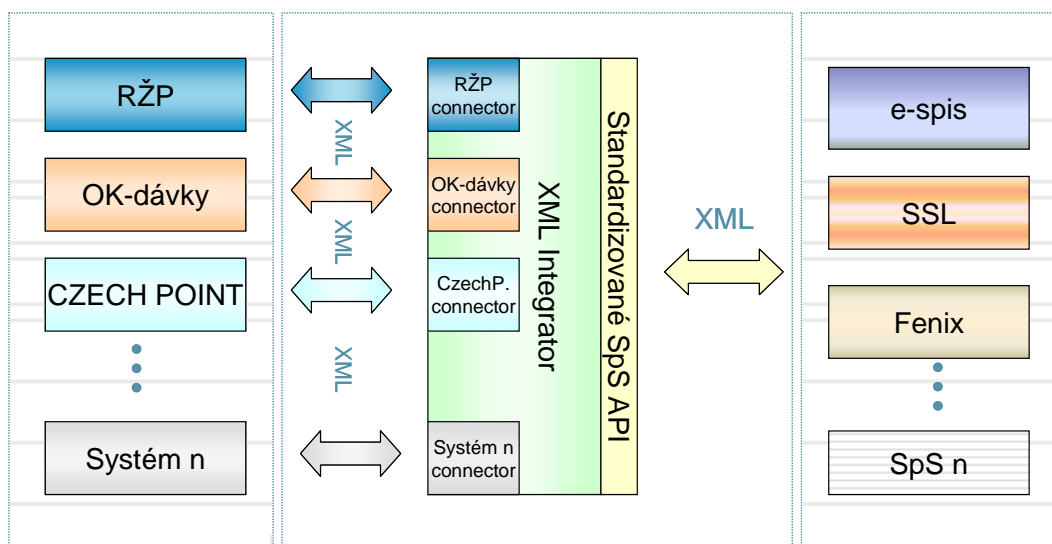 RŽP
OK-dávky
CZECH POINT
Systém n
XML
XML
XML
RŽP
connector
OK-dávky
connector
CzechP.
connector
Systém n
connector
XML Integrator
Standardizované SpS API
XML
e-spis
SSL
Fenix
SpS n